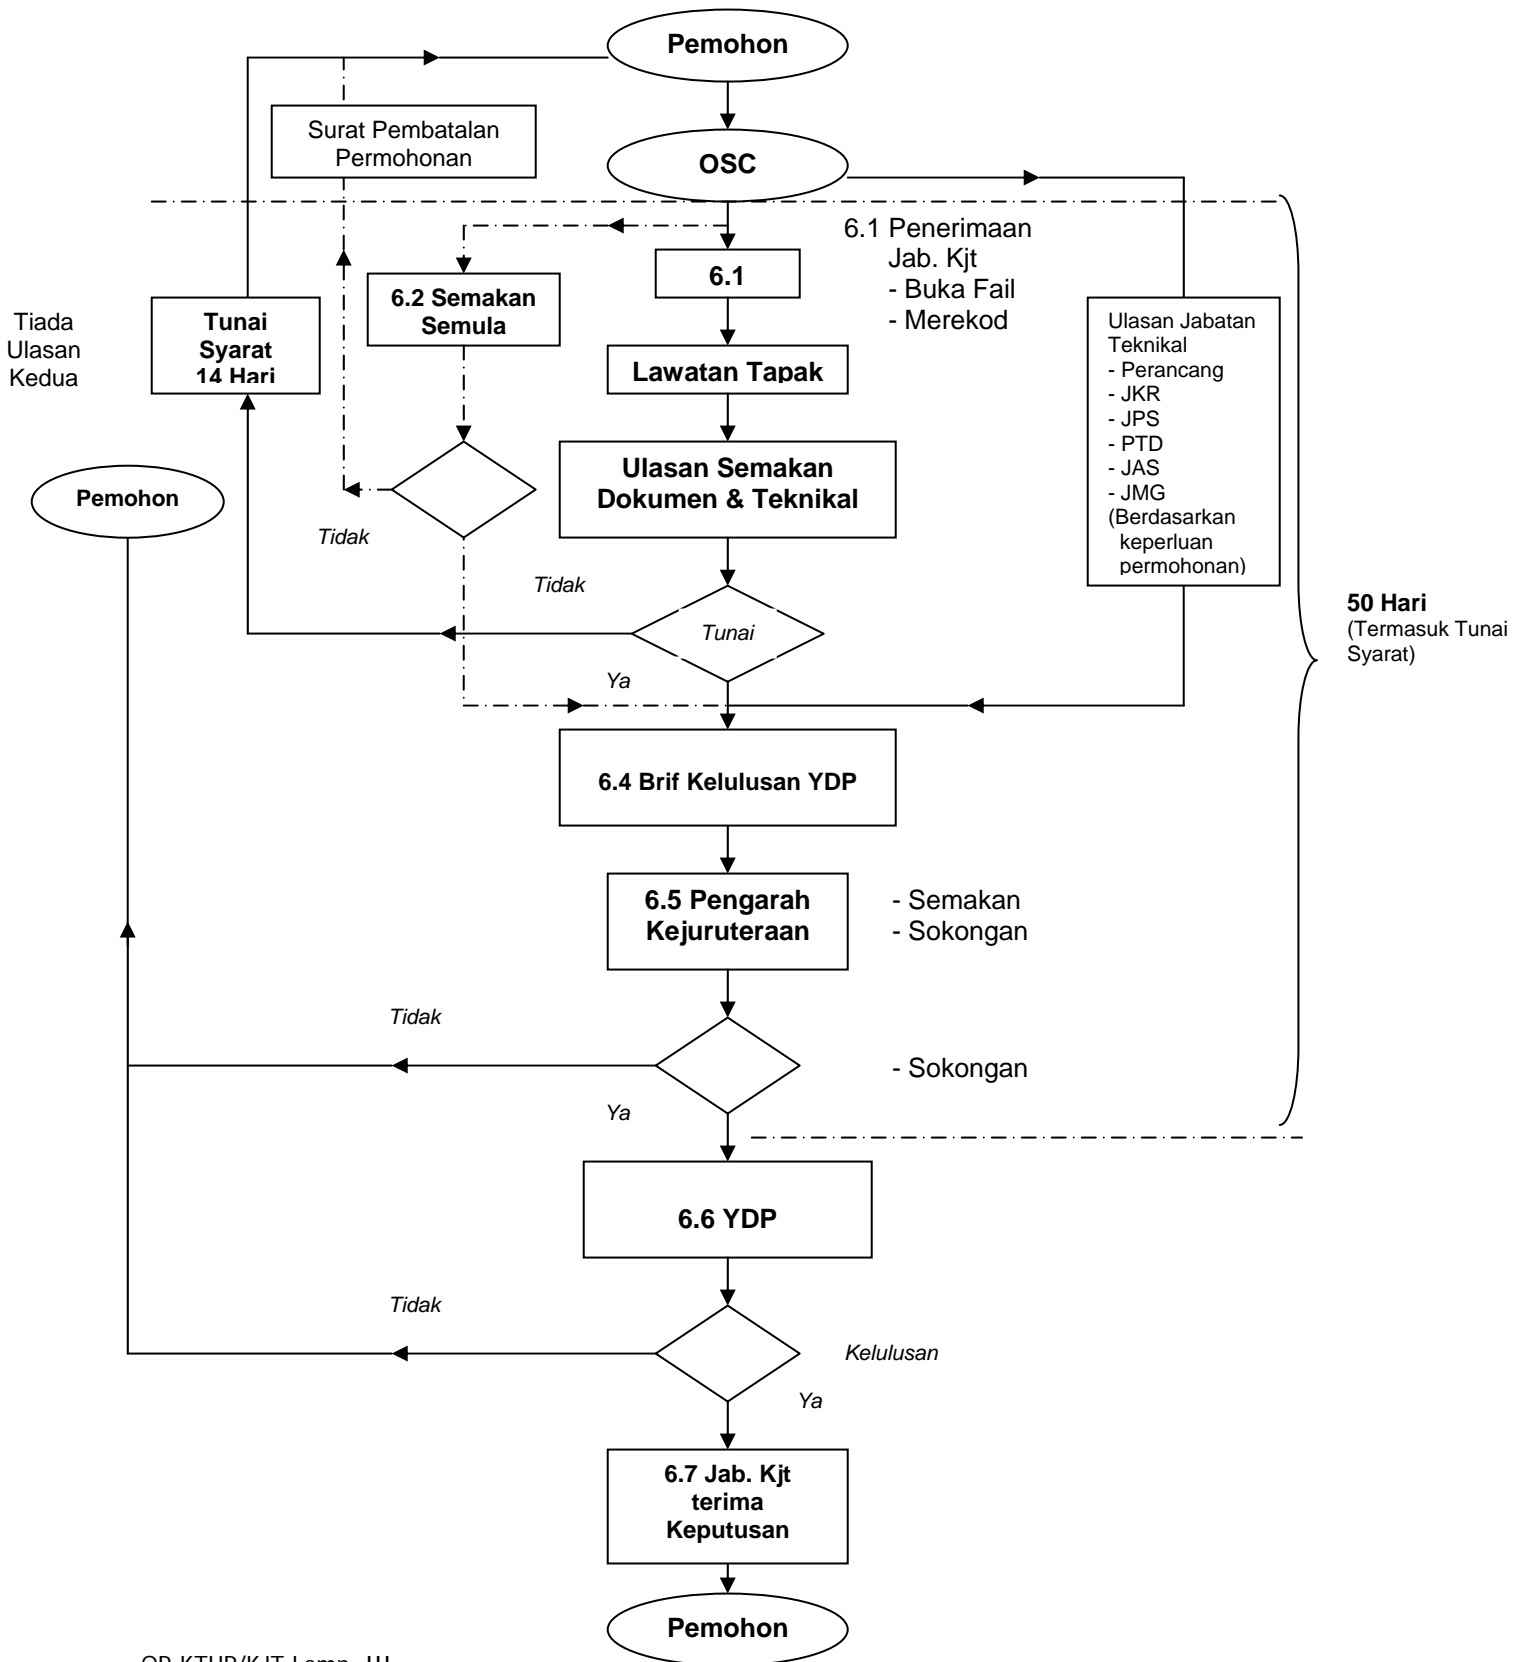 Pemohon
Surat Pembatalan
Permohonan
OSC
6.1 Penerimaan
Jab. Kjt
- Buka Fail
- Merekod
6.1
6.2 Semakan
Semula
Tiada
Ulasan
Kedua
Tunai
Syarat
14 Hari
Lawatan Tapak
Ulasan Jabatan
Teknikal
- Perancang
- JKR
- JPS
- PTD
- JAS
- JMG
(Berdasarkan
keperluan
permohonan)
Ulasan Semakan
Dokumen & Teknikal
Pemohon
Tidak
Tidak
Tunai
Ya
50 Hari
(Termasuk Tunai
Syarat)
6.4 Brif Kelulusan YDP
6.5 Pengarah
Kejuruteraan
- Semakan
- Sokongan
Tidak
- Sokongan
Ya
6.6 YDP
Tidak
Kelulusan
Ya
6.7 Jab. Kjt
terima
Keputusan
Pemohon